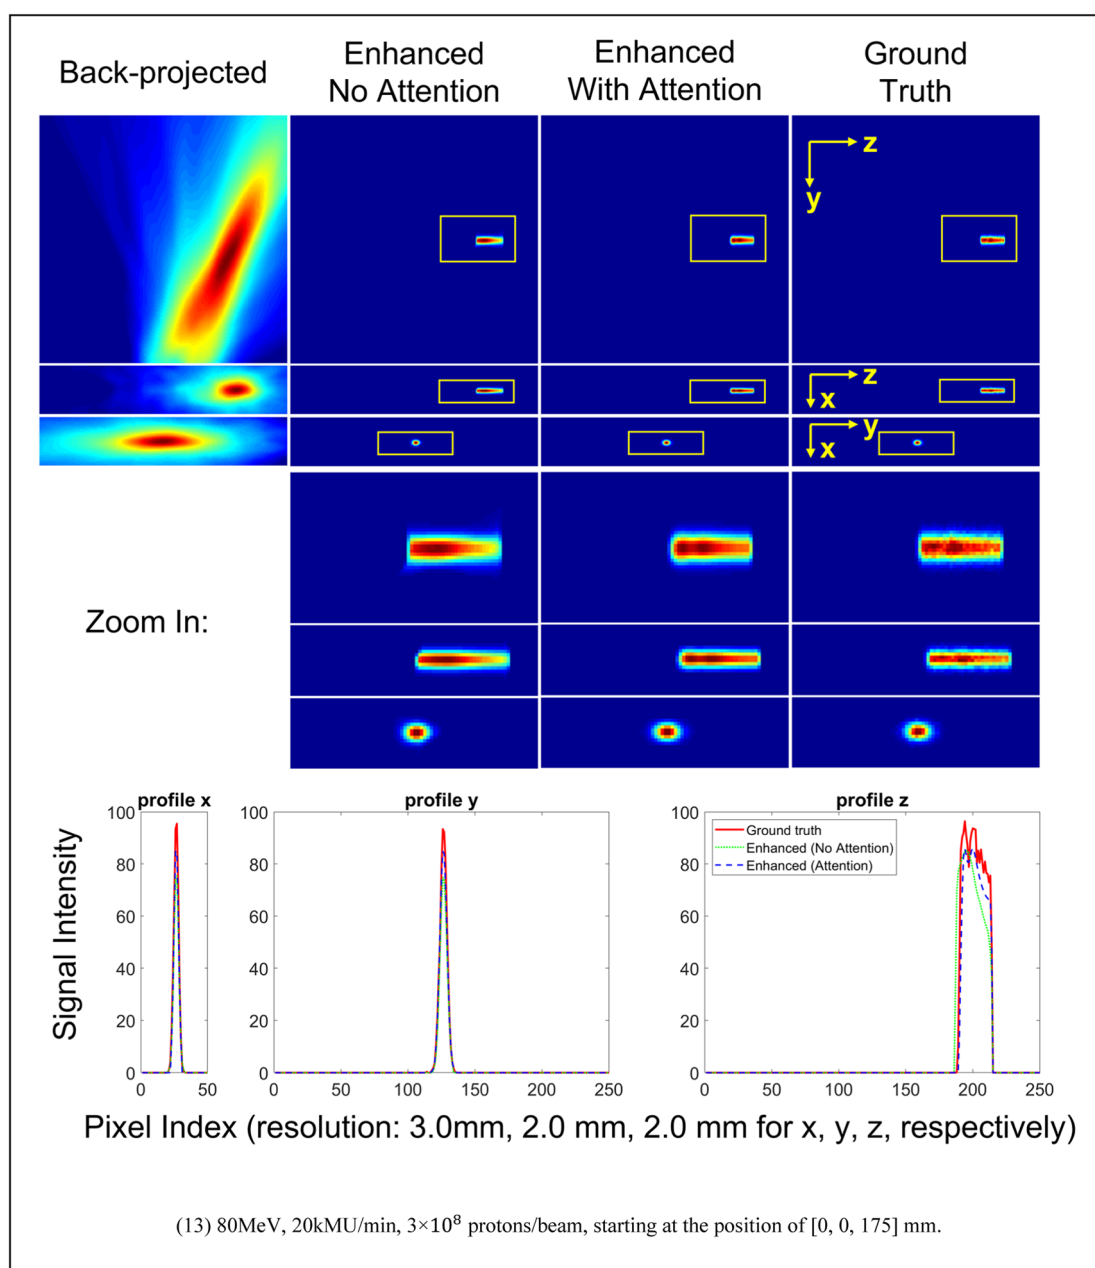 Back-projected
Enhanced
No Attention
Enhanced
With Attention
Ground
Truth
z
y
z
x
y
x
Zoom In:
profile x
profile y
profile z
Signal Intensity
100
80
60
40
20
0
0
50
100
80
60
40
20
0
0
50
100
150
200
250
100
80
60
40
20
0
0
50
100
150
200
250
Ground truth
Enhanced (No Attention)
Enhanced (Attention)
Pixel Index (resolution: 3.0mm, 2.0 mm, 2.0 mm for x, y, z, respectively)
(13) 80MeV, 20kMU/min, 3×10⁸ protons/beam, starting at the position of [0, 0, 175] mm.